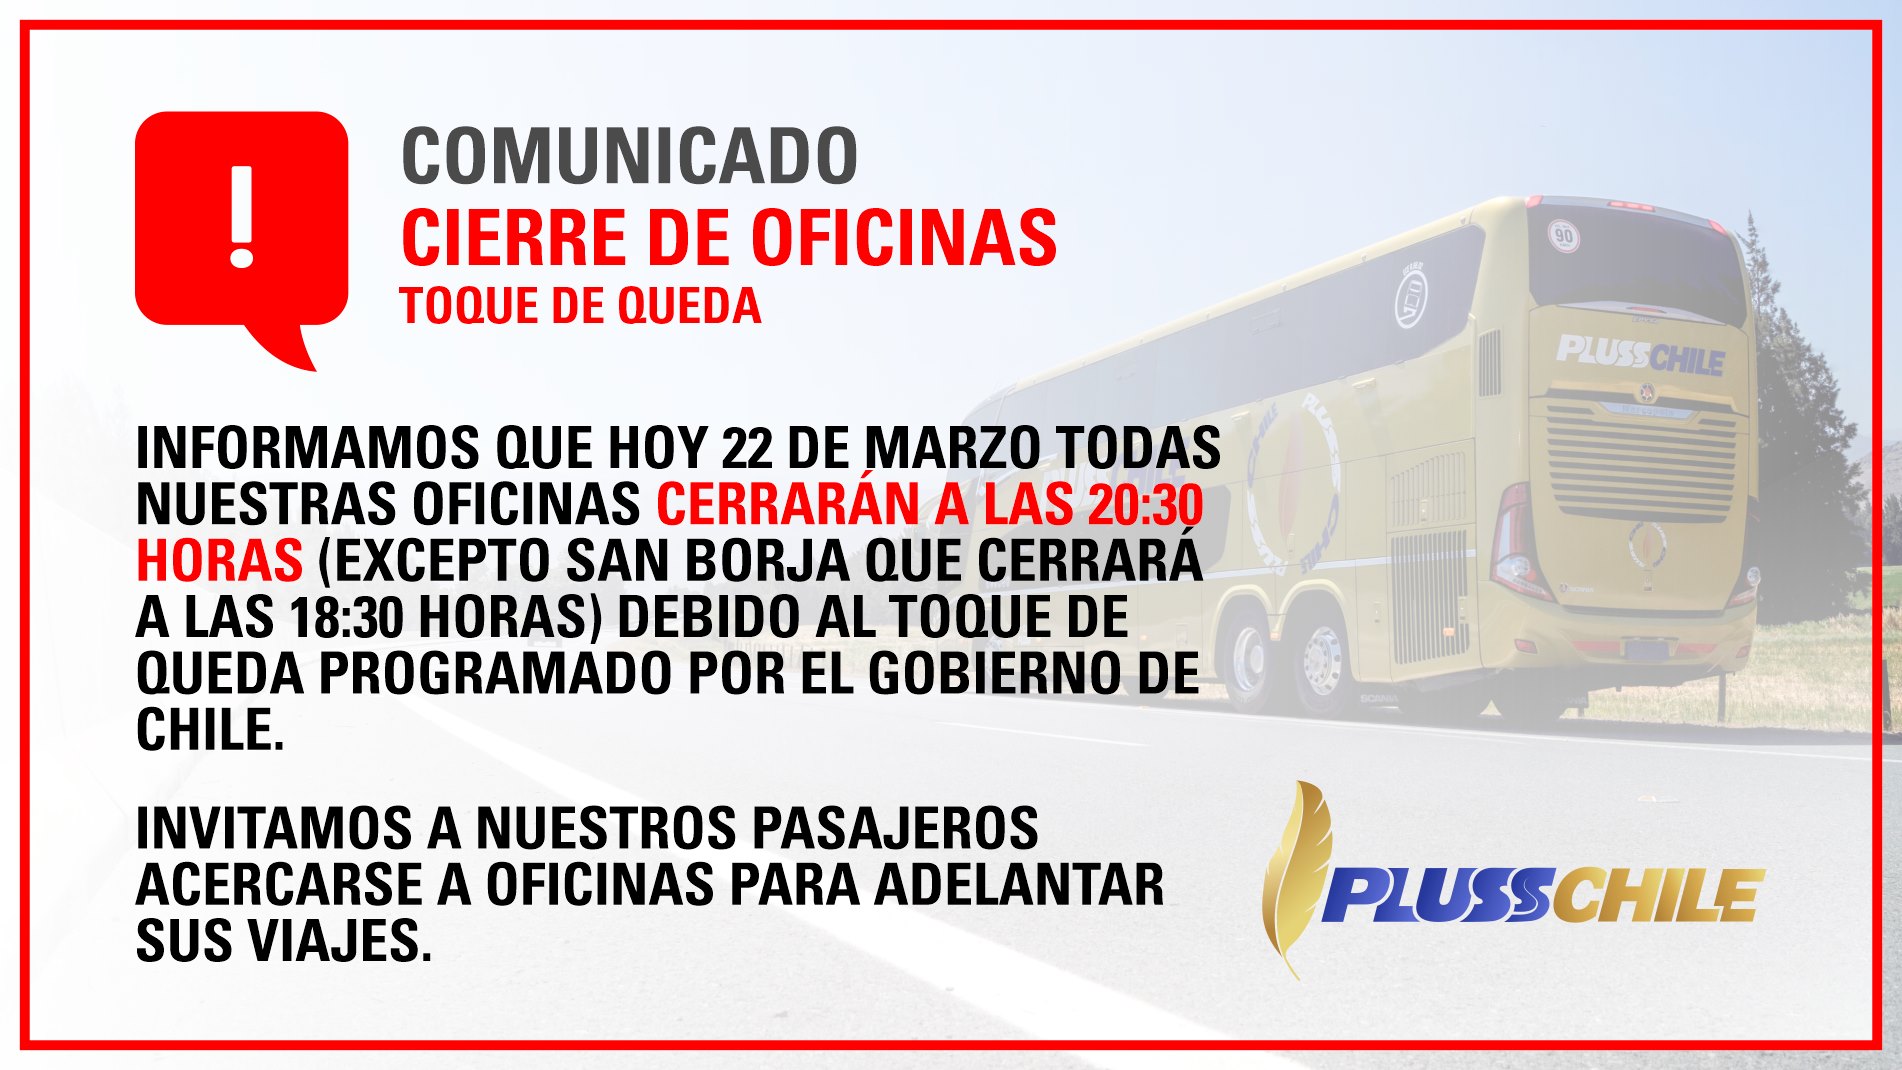 !
COMUNICADO
CIERRE DE OFICINAS
TOQUE DE QUEDA
INFORMAMOS QUE HOY 22 DE MARZO TODAS
NUESTRAS OFICINAS CERRARÁN A LAS 20:30
HORAS (EXCEPTO SAN BORJA QUE CERRARÁ
A LAS 18:30 HORAS) DEBIDO AL TOQUE DE
QUEDA PROGRAMADO POR EL GOBIERNO DE
CHILE.
INVITAMOS A NUESTROS PASAJEROS
ACERCARSE A OFICINAS PARA ADELANTAR
SUS VIAJES.
90
PLUSSCHILE
SCANIA
PLUSSCHILE